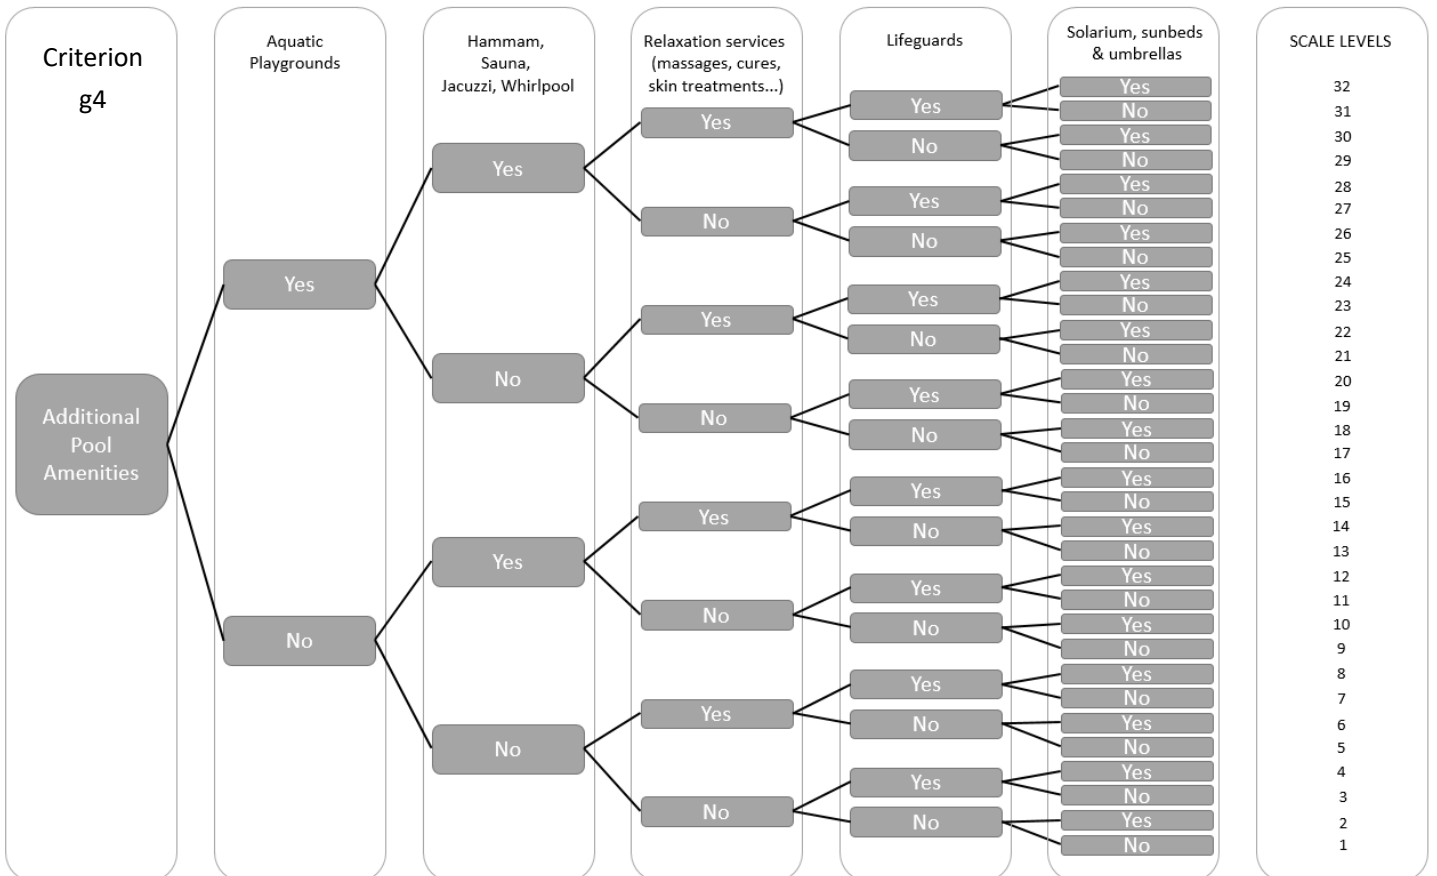 Criterion
g4
Additional
Pool
Amenities
Aquatic
Playgrounds
Yes
No
Hammam,
Sauna,
Jacuzzi, Whirlpool
Yes
No
Yes
No
Relaxation services
(massages, cures,
skin treatments...)
Yes
No
Yes
No
Yes
No
Yes
No
Lifeguards
Yes
No
Yes
No
Yes
No
Yes
No
Yes
No
Yes
No
Yes
No
Yes
No
Solarium, sunbeds
& umbrellas
Yes
No
Yes
No
Yes
No
Yes
No
Yes
No
Yes
No
Yes
No
Yes
No
Yes
No
Yes
No
Yes
No
Yes
No
Yes
No
Yes
No
Yes
No
Yes
No
SCALE LEVELS
32
31
30
29
28
27
26
25
24
23
22
21
20
19
18
17
16
15
14
13
12
11
10
9
8
7
6
5
4
3
2
1